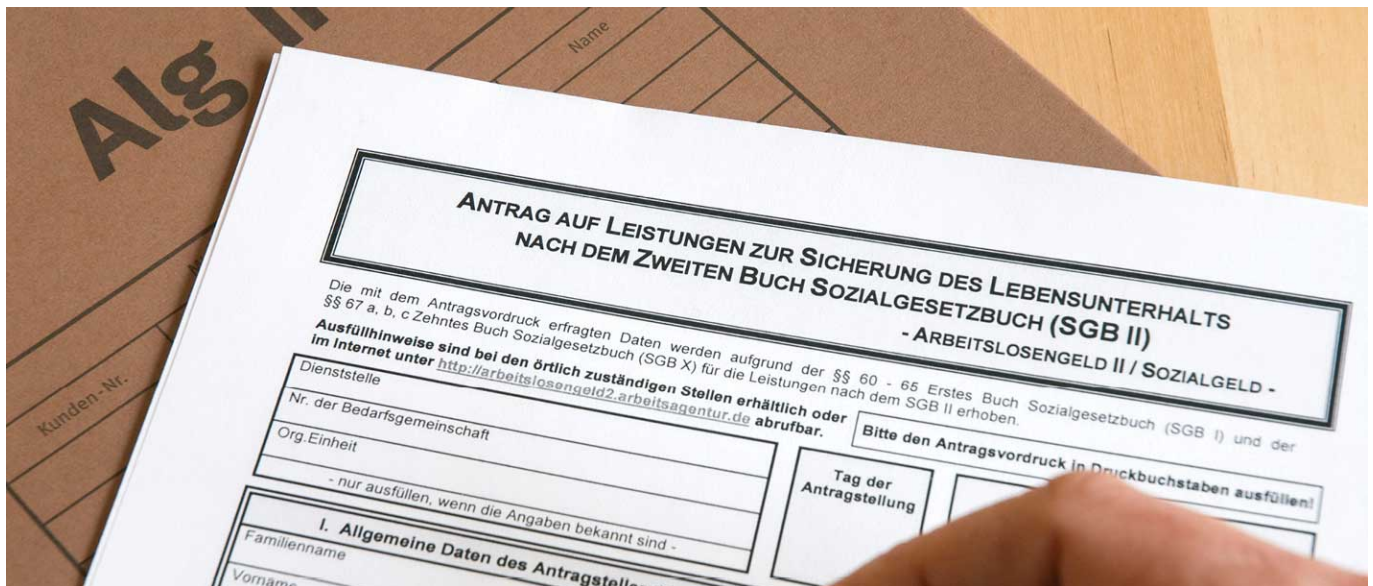 Alg II
Name
Kunden-Nr.
ANTRAG AUF LEISTUNGEN ZUR SICHERUNG DES LEBENSUNTERHALTS
NACH DEM ZWEITEN BUCH SOZIALGESETZBUCH (SGB II)
- ARBEITSLOSENGELD II / SOZIALGELD -
Die mit dem Antragsvordruck erfragten Daten werden aufgrund der §§ 60 - 65 Erstes Buch Sozialgesetzbuch (SGB I) und der
§§ 67 a, b, c Zehntes Buch Sozialgesetzbuch (SGB X) für die Leistungen nach dem SGB II erhoben.
Ausfüllhinweise sind bei den örtlich zuständigen Stellen erhältlich oder
im Internet unter http://arbeitslosengeld2.arbeitsagentur.de abrufbar.
Bitte den Antragsvordruck in Druckbuchstaben ausfüllen!
Dienststelle
Nr. der Bedarfsgemeinschaft
Org.Einheit
- nur ausfüllen, wenn die Angaben bekannt sind -
Tag der
Antragstellung
I. Allgemeine Daten des
Familienname
Vorname